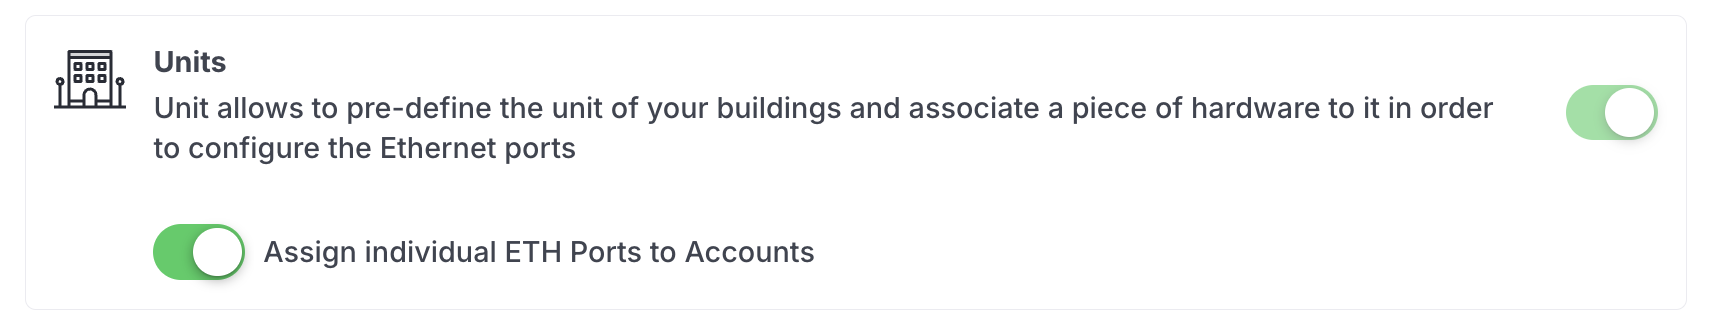 Units
Unit allows to pre-define the unit of your buildings and associate a piece of hardware to it in order
to configure the Ethernet ports
Assign individual ETH Ports to Accounts